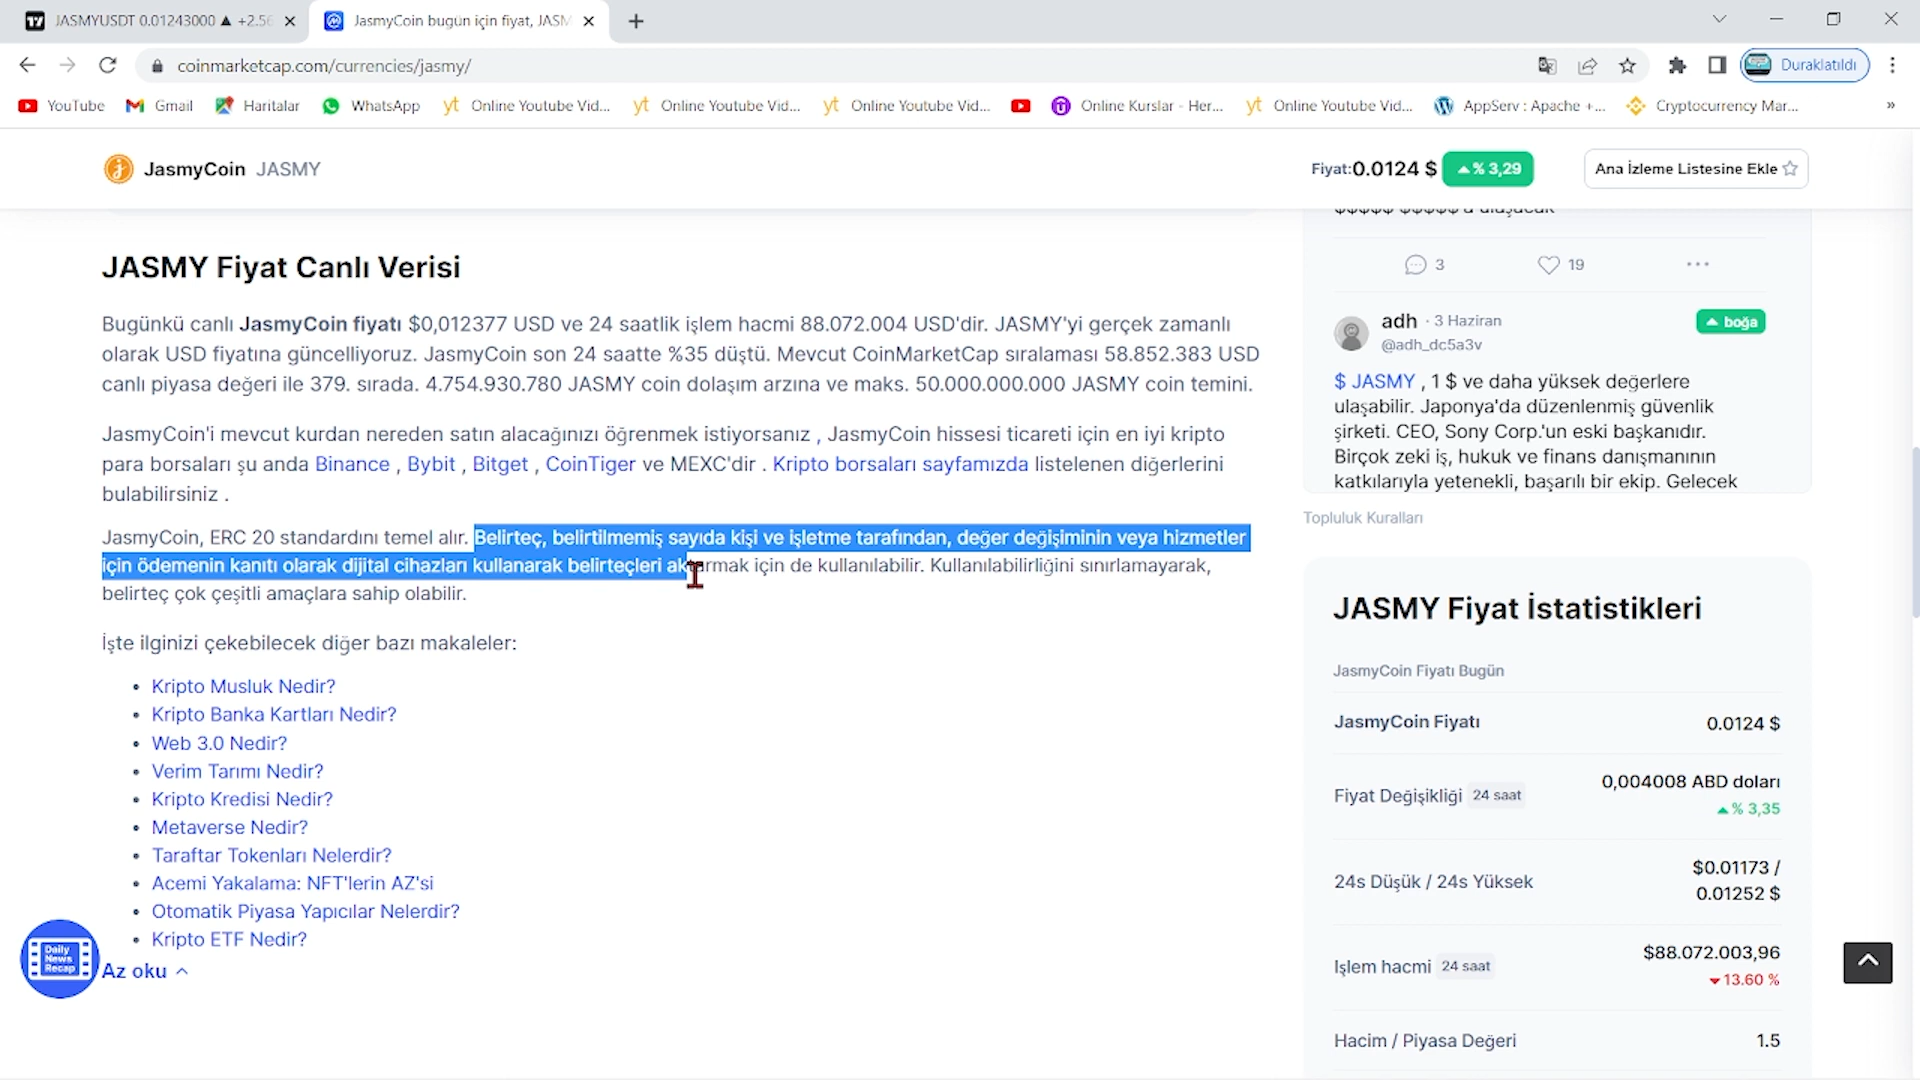 JASMYUSDT 0.01243000 ▲ +2.56
JasmyCoin bugün için fiyat, JASM
coinmarketcap.com/currencies/jasmy/
Duraklatıldı
YouTube
Gmail
Haritalar
WhatsApp
Online Youtube Vid...
Online Youtube Vid...
Online Youtube Vid...
Online Kurslar - Her...
Online Youtube Vid...
AppServ : Apache +...
Cryptocurrency Mar...
»
JasmyCoin JASMY
Fiyat:0.0124 $ ▲% 3,29
Ana İzleme Listesine Ekle
JASMY Fiyat Canlı Verisi
Bugünkü canlı JasmyCoin fiyatı $0,012377 USD ve 24 saatlik işlem hacmi 88.072.004 USD'dir. JASMY'yi gerçek zamanlı
olarak USD fiyatına güncelliyoruz. JasmyCoin son 24 saatte %35 düştü. Mevcut CoinMarketCap sıralaması 58.852.383 USD
canlı piyasa değeri ile 379. sırada. 4.754.930.780 JASMY coin dolaşım arzına ve maks. 50.000.000.000 JASMY coin temini.
JasmyCoin'i mevcut kurdan nereden satın alacağınızı öğrenmek istiyorsanız , JasmyCoin hissesi ticareti için en iyi kripto
para borsaları şu anda Binance , Bybit , Bitget , CoinTiger ve MEXC'dir . Kripto borsaları sayfamızda listelenen diğerlerini
bulabilirsiniz .
JasmyCoin, ERC 20 standardını temel alır. Belirteç, belirtilmemiş sayıda kişi ve işletme tarafından, değer değişiminin veya hizmetler
için ödemenin kanıtı olarak dijital cihazları kullanarak belirteçleri aktarmak için de kullanılabilir. Kullanılabilirliğini sınırlamayarak,
belirteç çok çeşitli amaçlara sahip olabilir.
İşte ilginizi çekebilecek diğer bazı makaleler:
• Kripto Musluk Nedir?
• Kripto Banka Kartları Nedir?
• Web 3.0 Nedir?
• Verim Tarımı Nedir?
• Kripto Kredisi Nedir?
• Metaverse Nedir?
• Taraftar Tokenları Nelerdir?
• Acemi Yakalama: NFT'lerin AZ'si
• Otomatik Piyasa Yapıcılar Nelerdir?
• Kripto ETF Nedir?
Daily
News
Recap
Az oku
3
19
adh · 3 Haziran
▲ boğa
@adh_dc5a3v
$ JASMY , 1 $ ve daha yüksek değerlere
ulaşabilir. Japonya'da düzenlenmiş güvenlik
şirketi. CEO, Sony Corp.'un eski başkanıdır.
Birçok zeki iş, hukuk ve finans danışmanının
katkılarıyla yetenekli, başarılı bir ekip. Gelecek
Topluluk Kuralları
JASMY Fiyat İstatistikleri
JasmyCoin Fiyatı Bugün
JasmyCoin Fiyatı 0.0124 $
Fiyat Değişikliği 24 saat 0,004008 ABD doları
▲% 3,35
24s Düşük / 24s Yüksek $0.01173 /
0.01252 $
Işlem hacmi 24 saat $88.072.003,96
▼13.60 %
Hacim / Piyasa Değeri 1.5